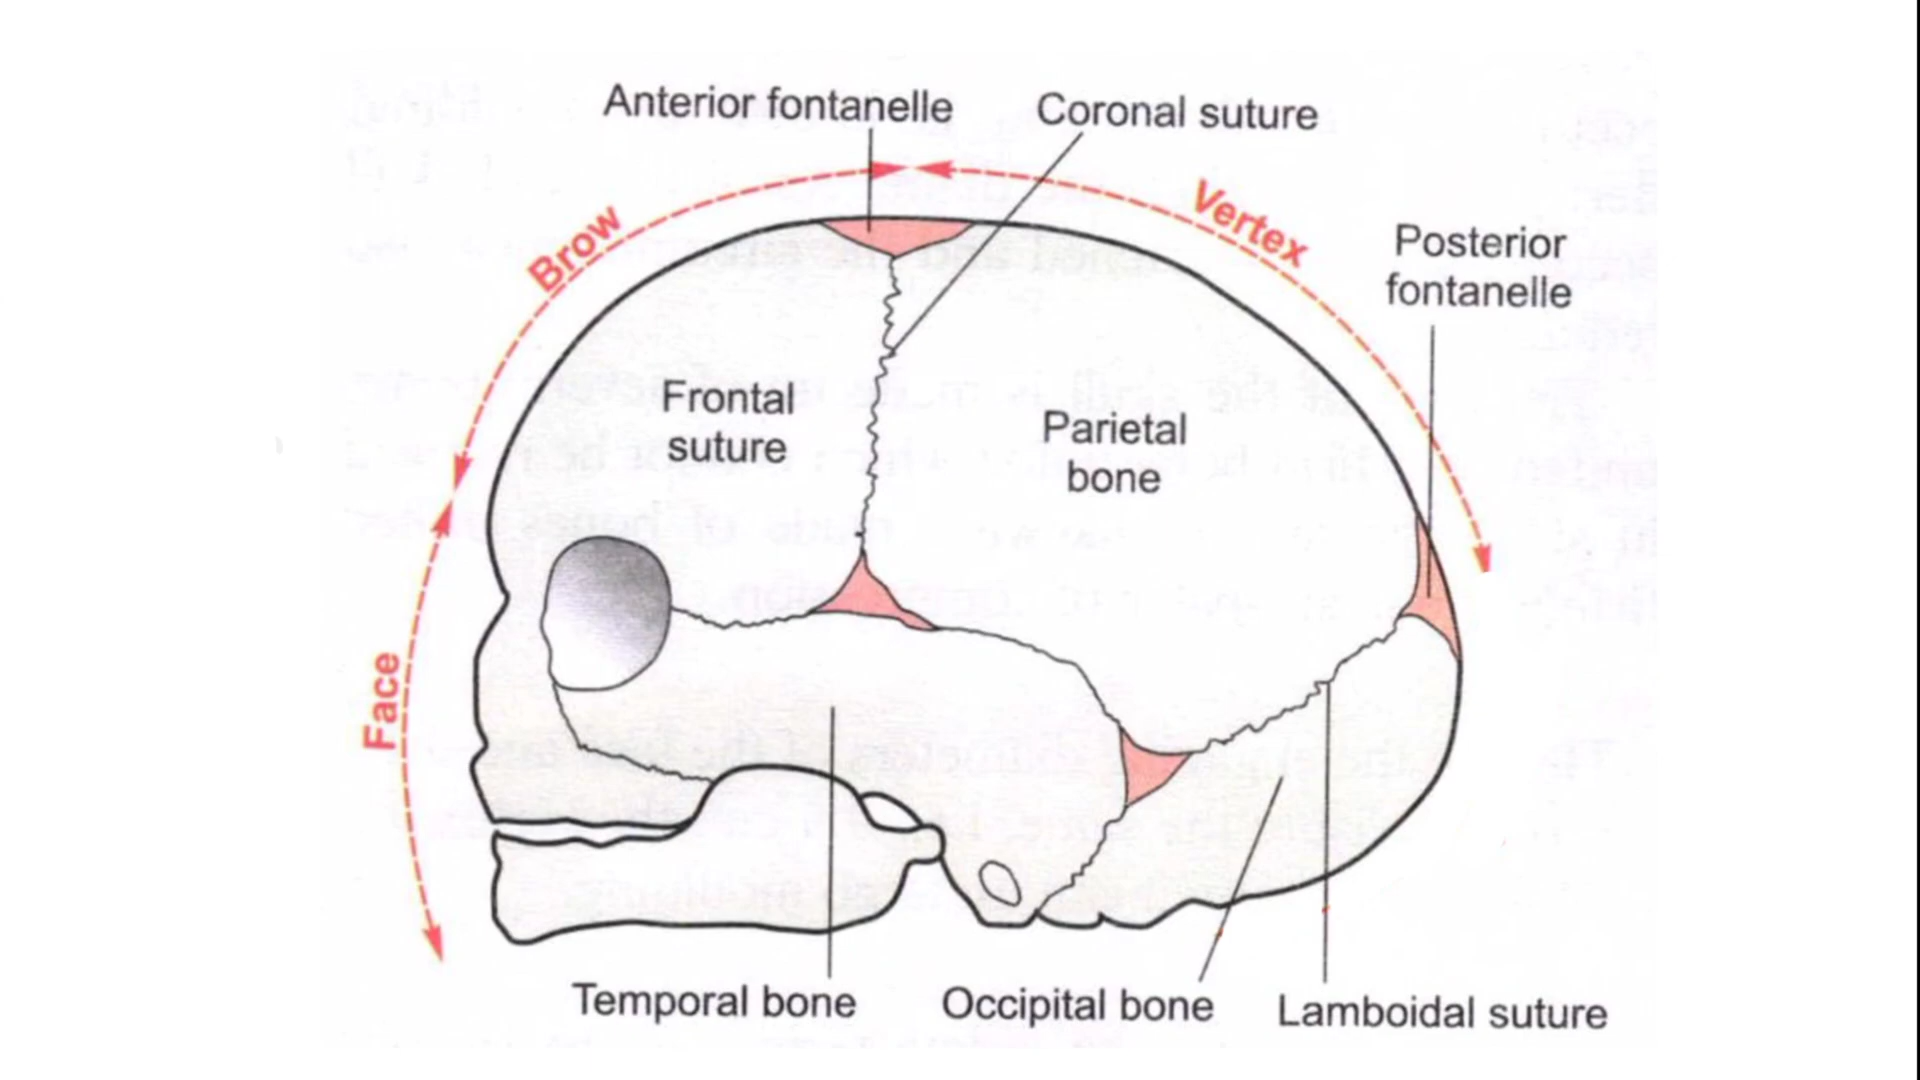 Anterior fontanelle
Coronal suture
Brow
Vertex
Posterior
fontanelle
Frontal
suture
Parietal
bone
Face
Temporal bone
Occipital bone
Lamboidal suture